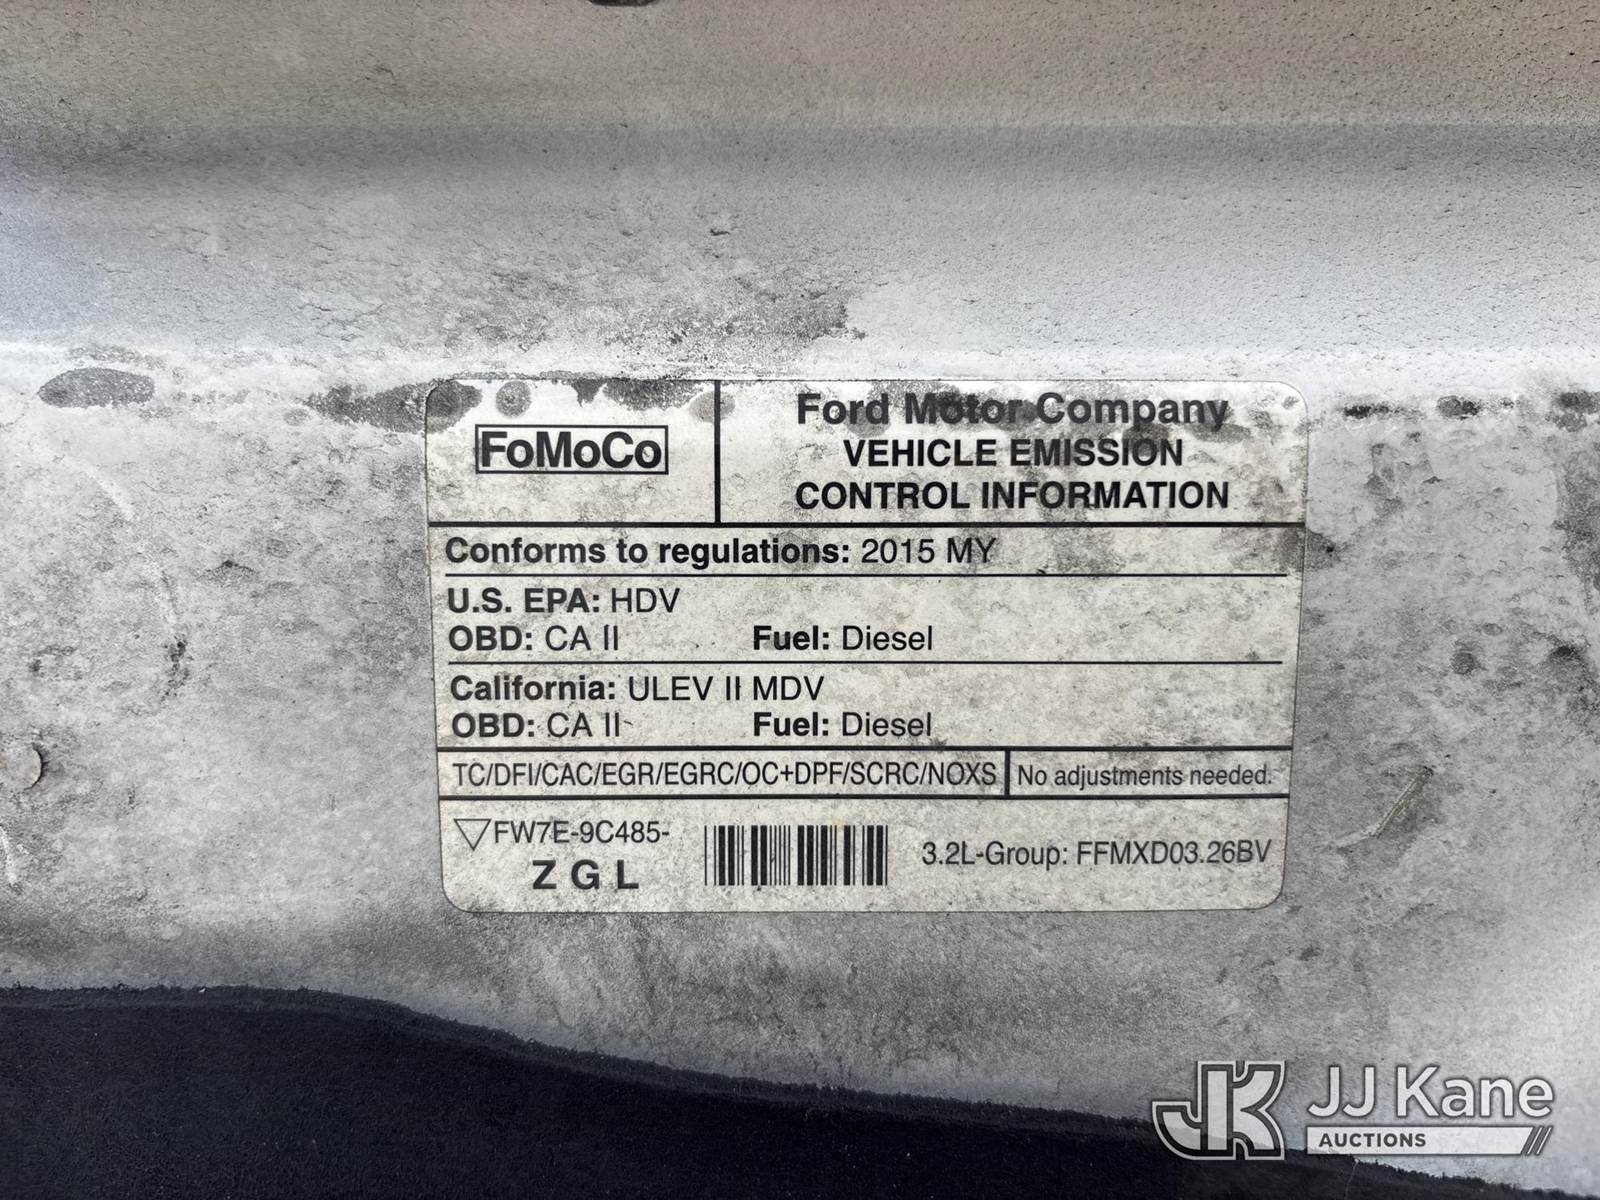 FoMoCo
Ford Motor Company
VEHICLE EMISSION
CONTROL INFORMATION
Conforms to regulations: 2015 MY
U.S. EPA: HDV
OBD: CA II Fuel: Diesel
California: ULEV II MDV
OBD: CA II Fuel: Diesel
TC/DFI/CAC/EGR/EGRC/OC+DPF/SCRC/NOXS No adjustments needed.
FW7E-9C485-
Z G L
3.2L-Group: FFMXD03.26BV
JK JJ Kane
AUCTIONS